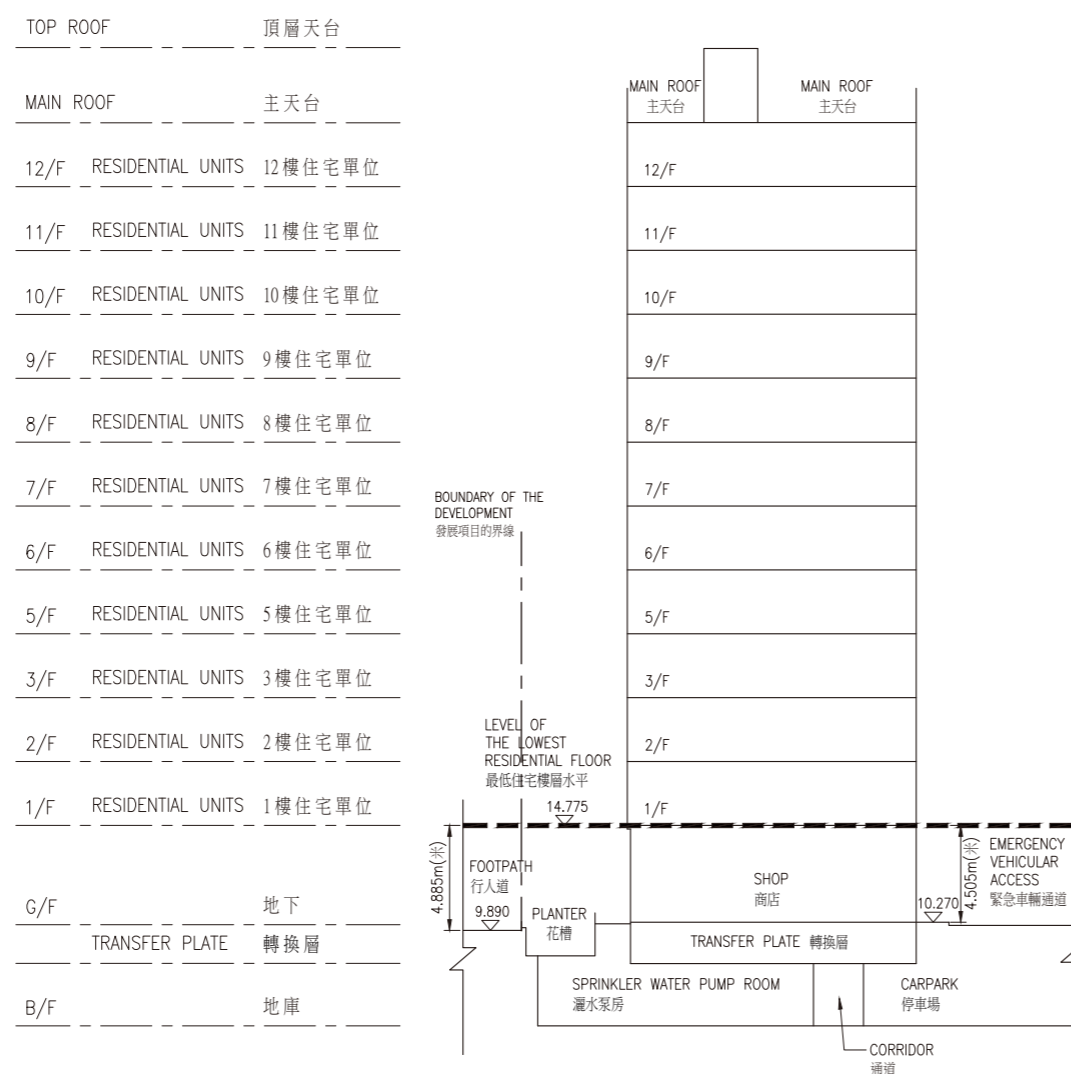 TOP ROOF 頂層天台
MAIN ROOF 主天台
12/F RESIDENTIAL UNITS 12樓住宅單位
11/F RESIDENTIAL UNITS 11樓住宅單位
10/F RESIDENTIAL UNITS 10樓住宅單位
9/F RESIDENTIAL UNITS 9樓住宅單位
8/F RESIDENTIAL UNITS 8樓住宅單位
7/F RESIDENTIAL UNITS 7樓住宅單位
6/F RESIDENTIAL UNITS 6樓住宅單位
5/F RESIDENTIAL UNITS 5樓住宅單位
3/F RESIDENTIAL UNITS 3樓住宅單位
2/F RESIDENTIAL UNITS 2樓住宅單位
1/F RESIDENTIAL UNITS 1樓住宅單位
G/F 地下
TRANSFER PLATE 轉換層
B/F 地庫
MAIN ROOF
主天台
MAIN ROOF
主天台
12/F
11/F
10/F
9/F
8/F
7/F
6/F
5/F
3/F
2/F
1/F
BOUNDARY OF THE
DEVELOPMENT
發展項目的界線
LEVEL OF
THE LOWEST
RESIDENTIAL FLOOR
最低住宅樓層水平
14.775
4.885m(米)
FOOTPATH
行人道
9.890
PLANTER
花槽
SHOP
商店
TRANSFER PLATE 轉換層
10.270
4.505m(米)
EMERGENCY
VEHICULAR
ACCESS
緊急車輛通道
SPRINKLER WATER PUMP ROOM
灑水泵房
CARPARK
停車場
CORRIDOR
通道